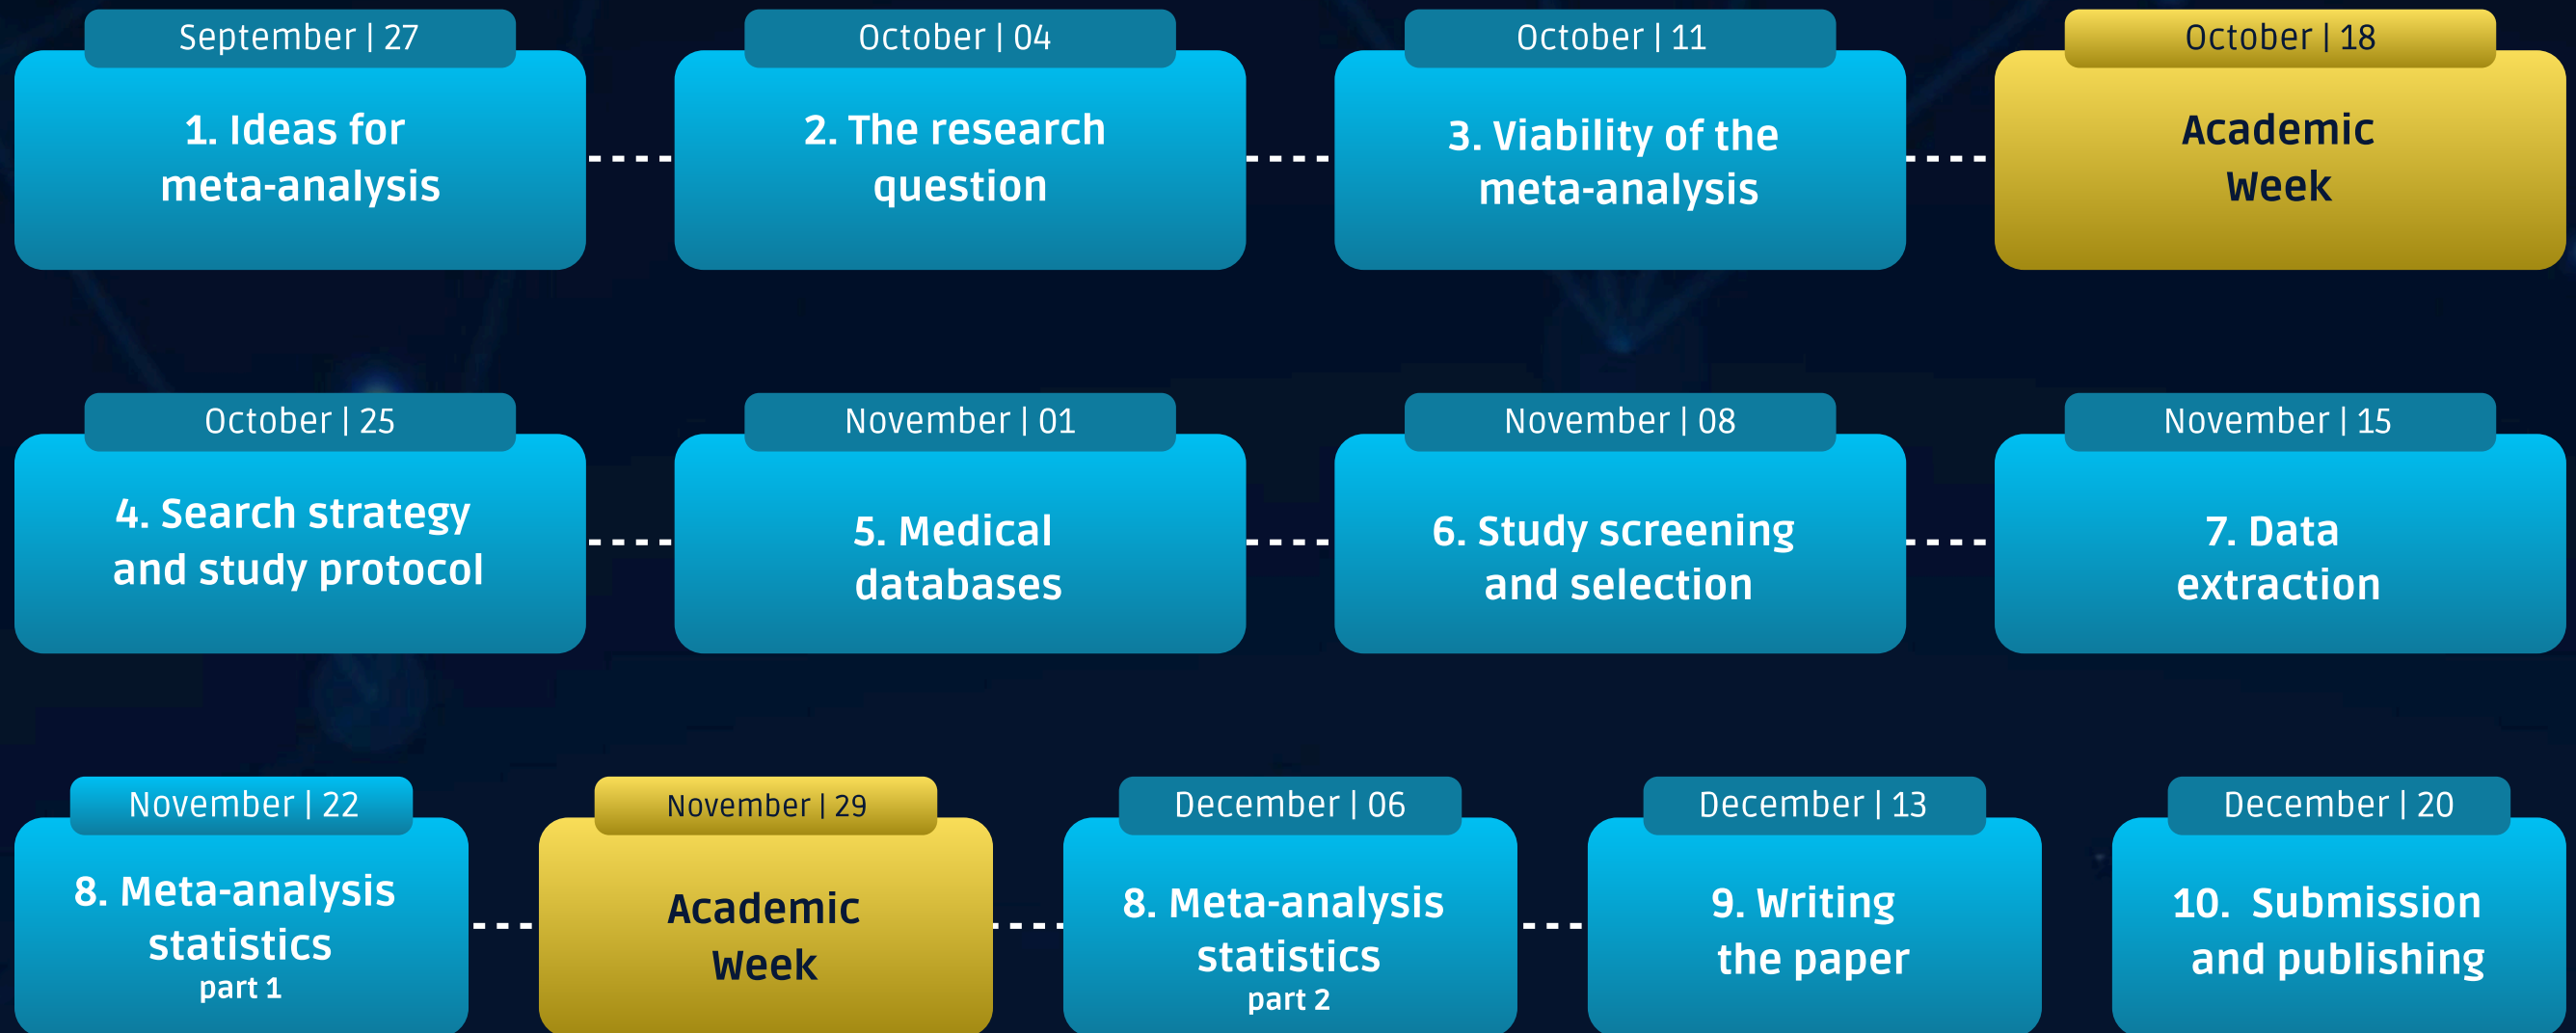 September | 27
1. Ideas for
meta-analysis
October | 04
2. The research
question
October | 11
3. Viability of the
meta-analysis
October | 18
Academic
Week
October | 25
4. Search strategy
and study protocol
November | 01
5. Medical
databases
November | 08
6. Study screening
and selection
November | 15
7. Data
extraction
November | 22
8. Meta-analysis
statistics
part 1
November | 29
Academic
Week
December | 06
8. Meta-analysis
statistics
part 2
December | 13
9. Writing
the paper
December | 20
10. Submission
and publishing